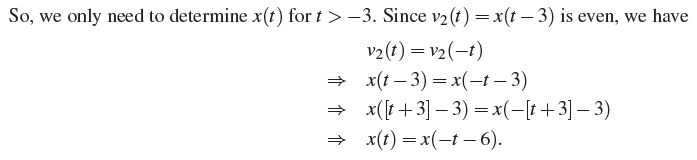 So, we only need to determine x(t) for t > −3. Since v₂(t) = x(t − 3) is even, we have
v₂(t) = v₂(−t)
⇒ x(t − 3) = x(−t − 3)
⇒ x([t + 3] − 3) = x(−[t + 3] − 3)
⇒ x(t) = x(−t − 6).